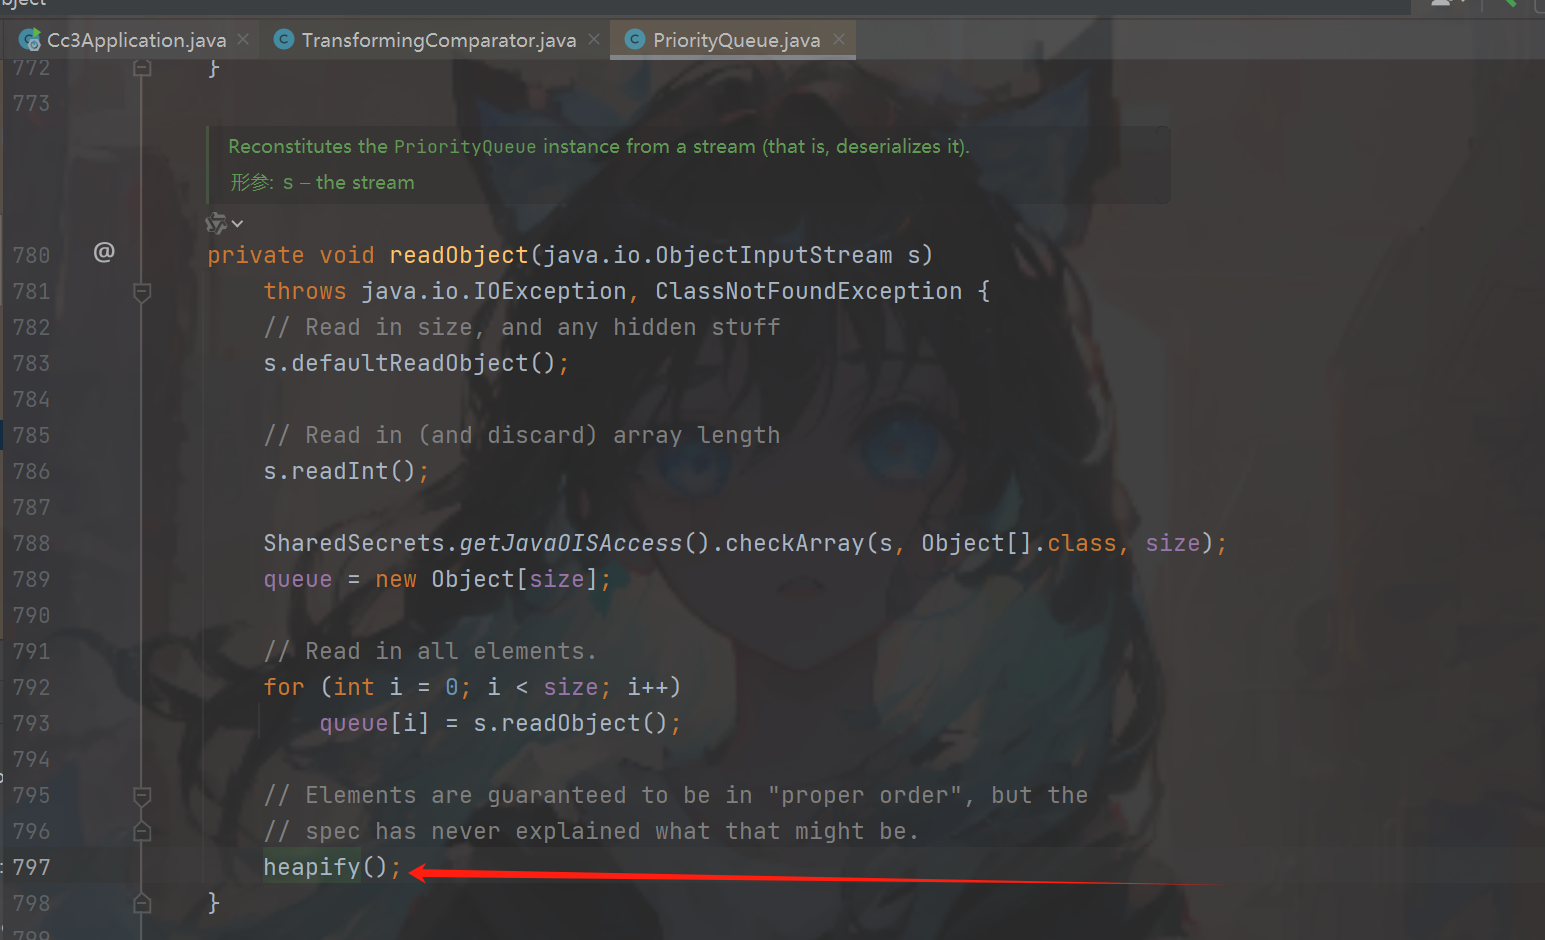 bject
Cc3Application.java
TransformingComparator.java
PriorityQueue.java
772 }
773
Reconstitutes the PriorityQueue instance from a stream (that is, deserializes it).
形参: s – the stream
780 @ private void readObject(java.io.ObjectInputStream s)
781 throws java.io.IOException, ClassNotFoundException {
782 // Read in size, and any hidden stuff
783 s.defaultReadObject();
784
785 // Read in (and discard) array length
786 s.readInt();
787
788 SharedSecrets.getJavaOISAccess().checkArray(s, Object[].class, size);
789 queue = new Object[size];
790
791 // Read in all elements.
792 for (int i = 0; i < size; i++)
793 queue[i] = s.readObject();
794
795 // Elements are guaranteed to be in "proper order", but the
796 // spec has never explained what that might be.
797 heapify();
798 }
799